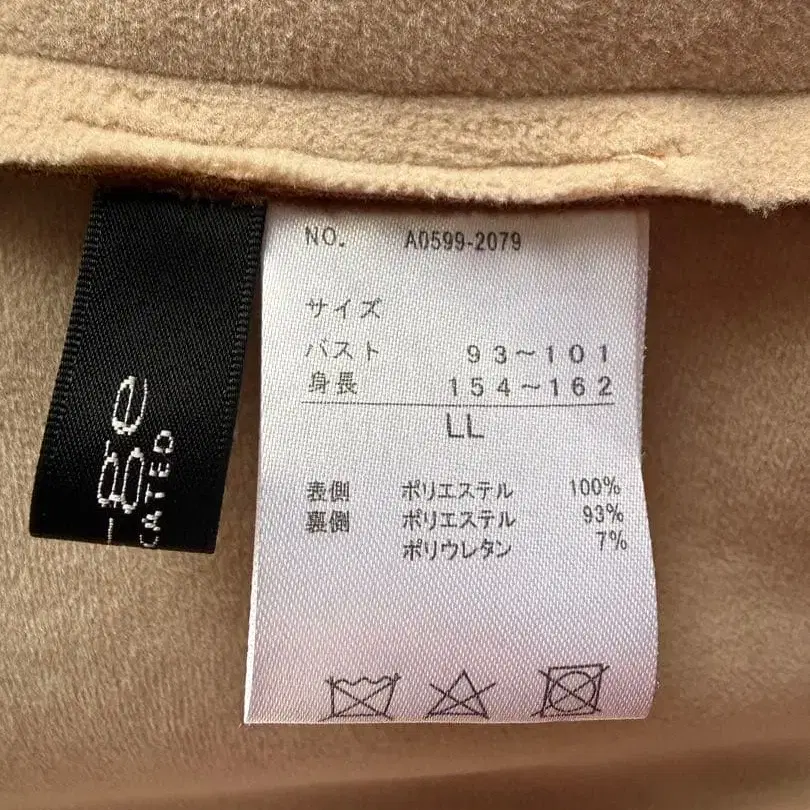 NO. A0599-2079
サイズ
バスト 93〜101
身長 154〜162
LL
表側 ポリエステル 100%
裏側 ポリエステル 93%
ポリウレタン 7%
ge
CATED